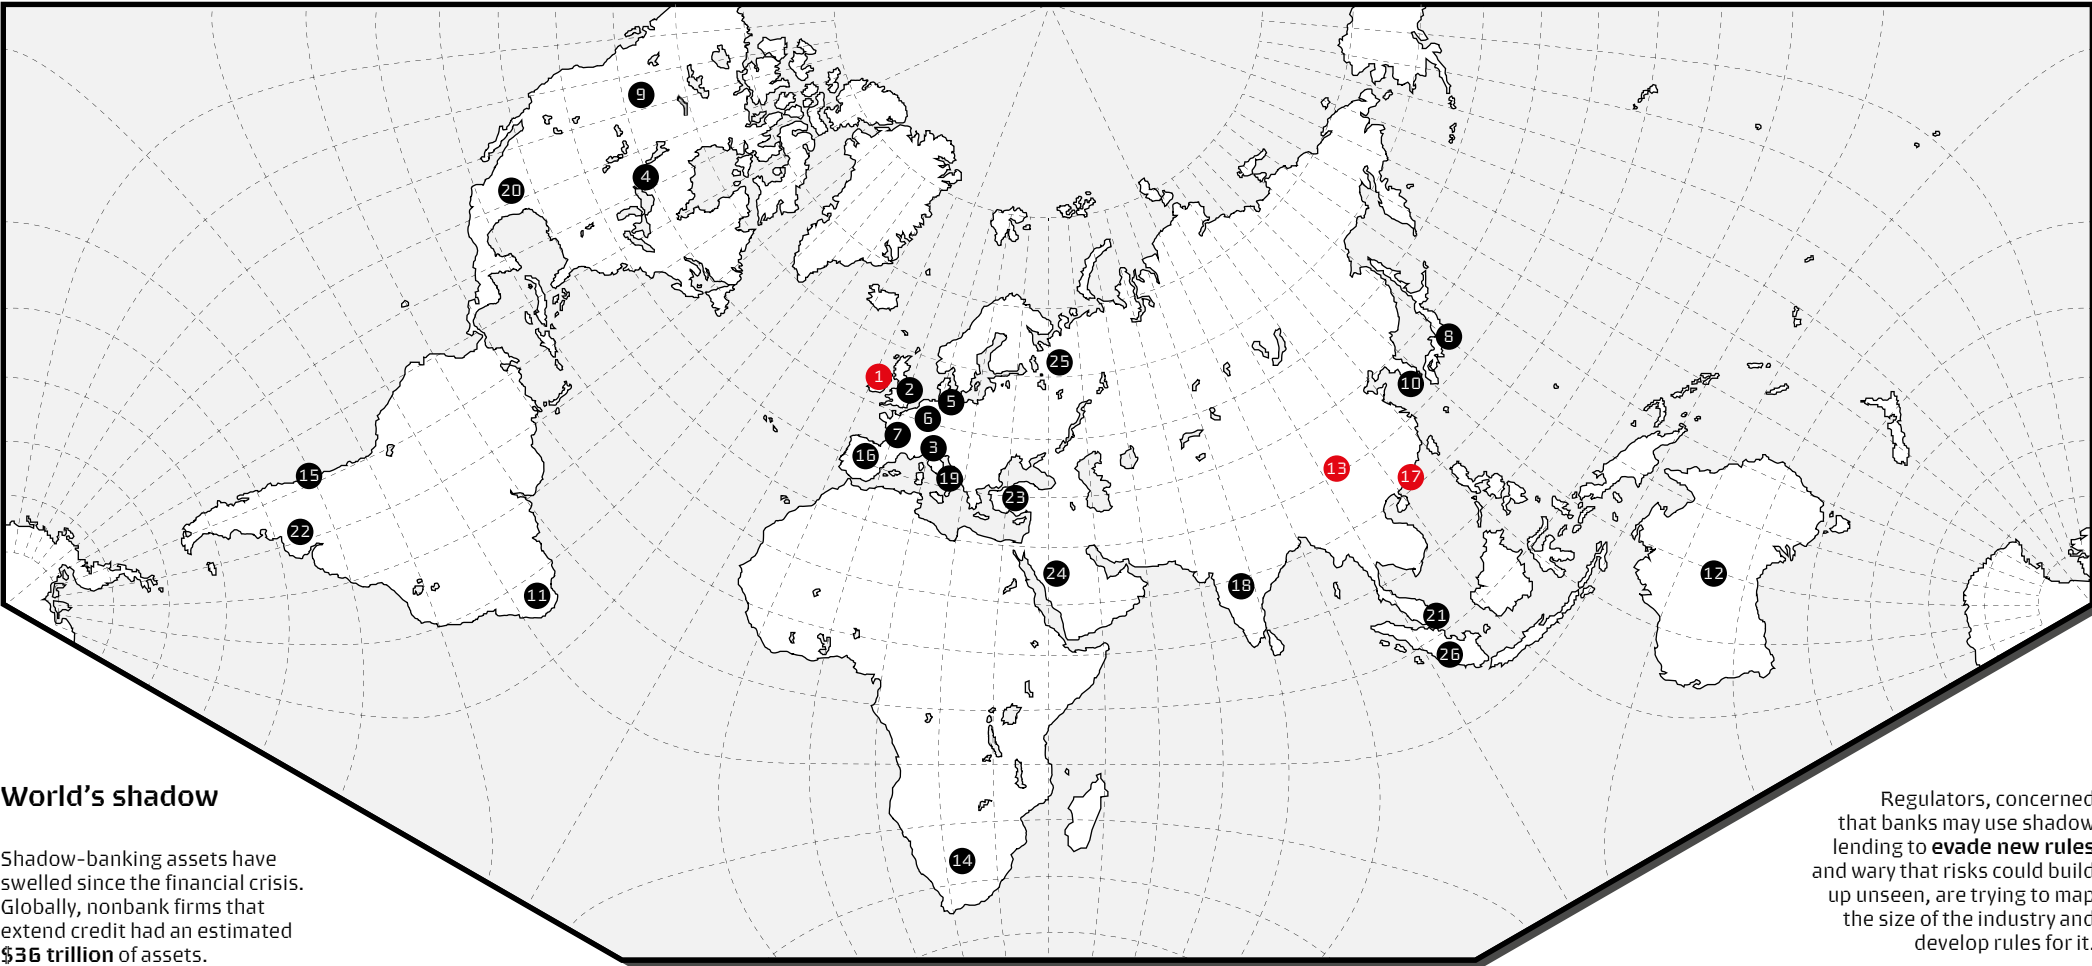 9
4
20
8
25
1
10
2
5
6
7
3
16
13
15
17
19
23
22
24
12
18
11
21
26
14
World's shadow
Shadow-banking assets have
swelled since the financial crisis.
Globally, nonbank firms that
extend credit had an estimated
$36 trillion of assets.
Regulators, concerned
that banks may use shadow
lending to evade new rules
and wary that risks could build
up unseen, are trying to map
the size of the industry and
develop rules for it.